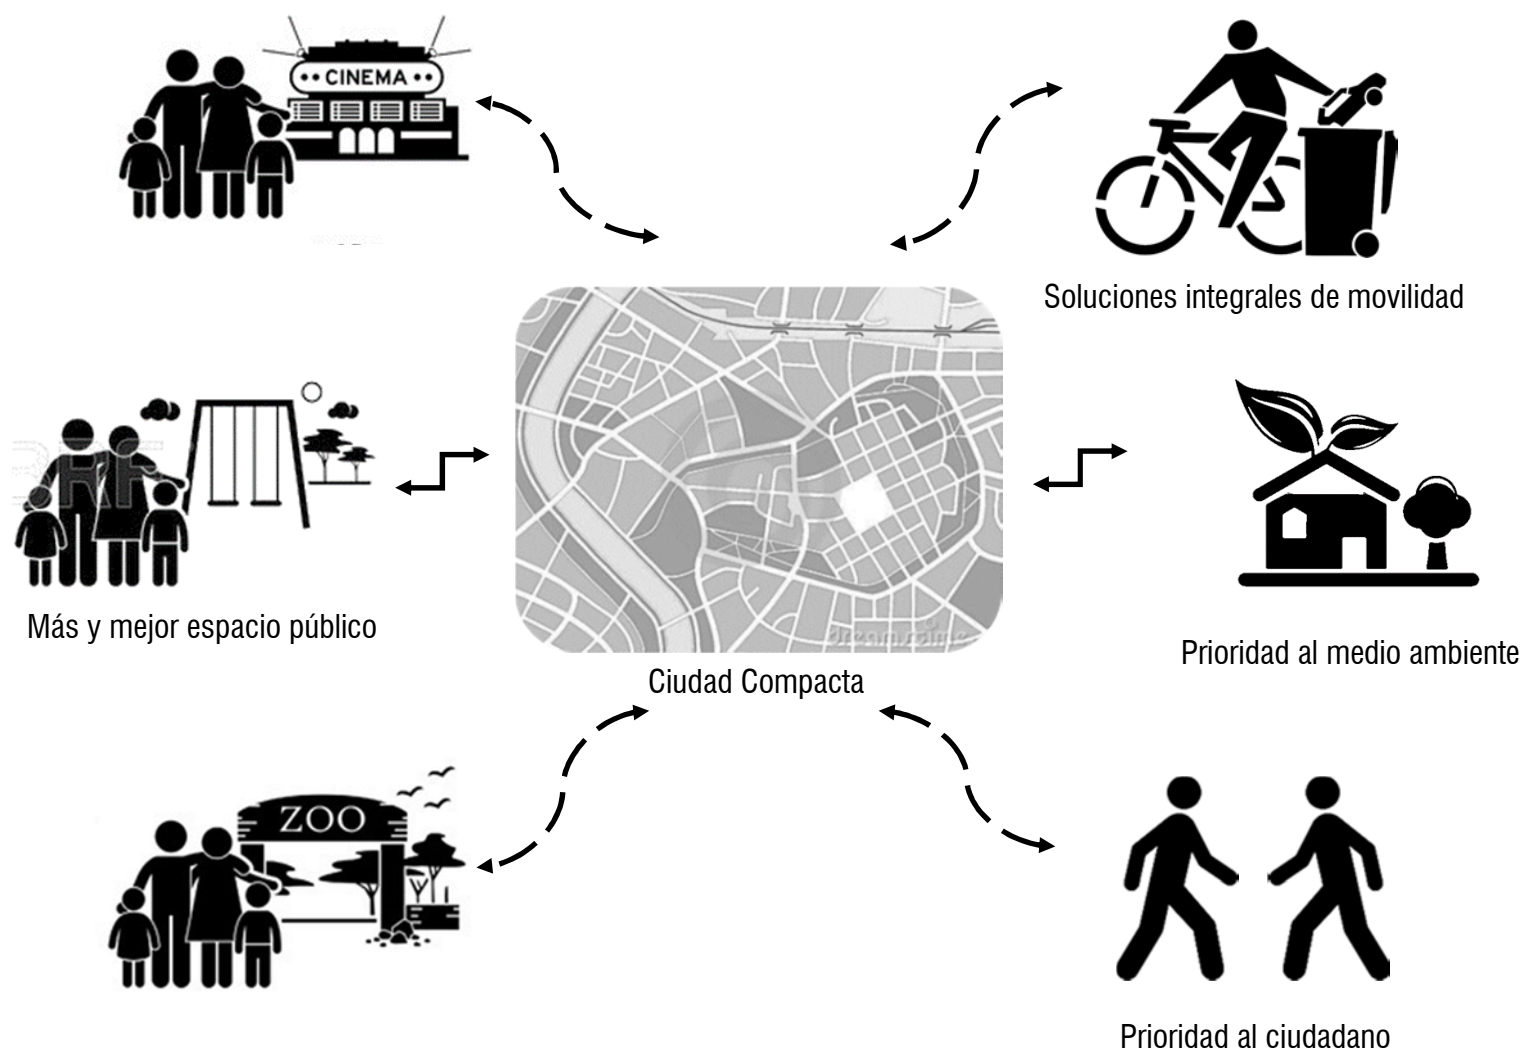 CINEMA
Soluciones integrales de movilidad
Más y mejor espacio público
Prioridad al medio ambiente
dreamstime
Ciudad Compacta
ZOO
Prioridad al ciudadano